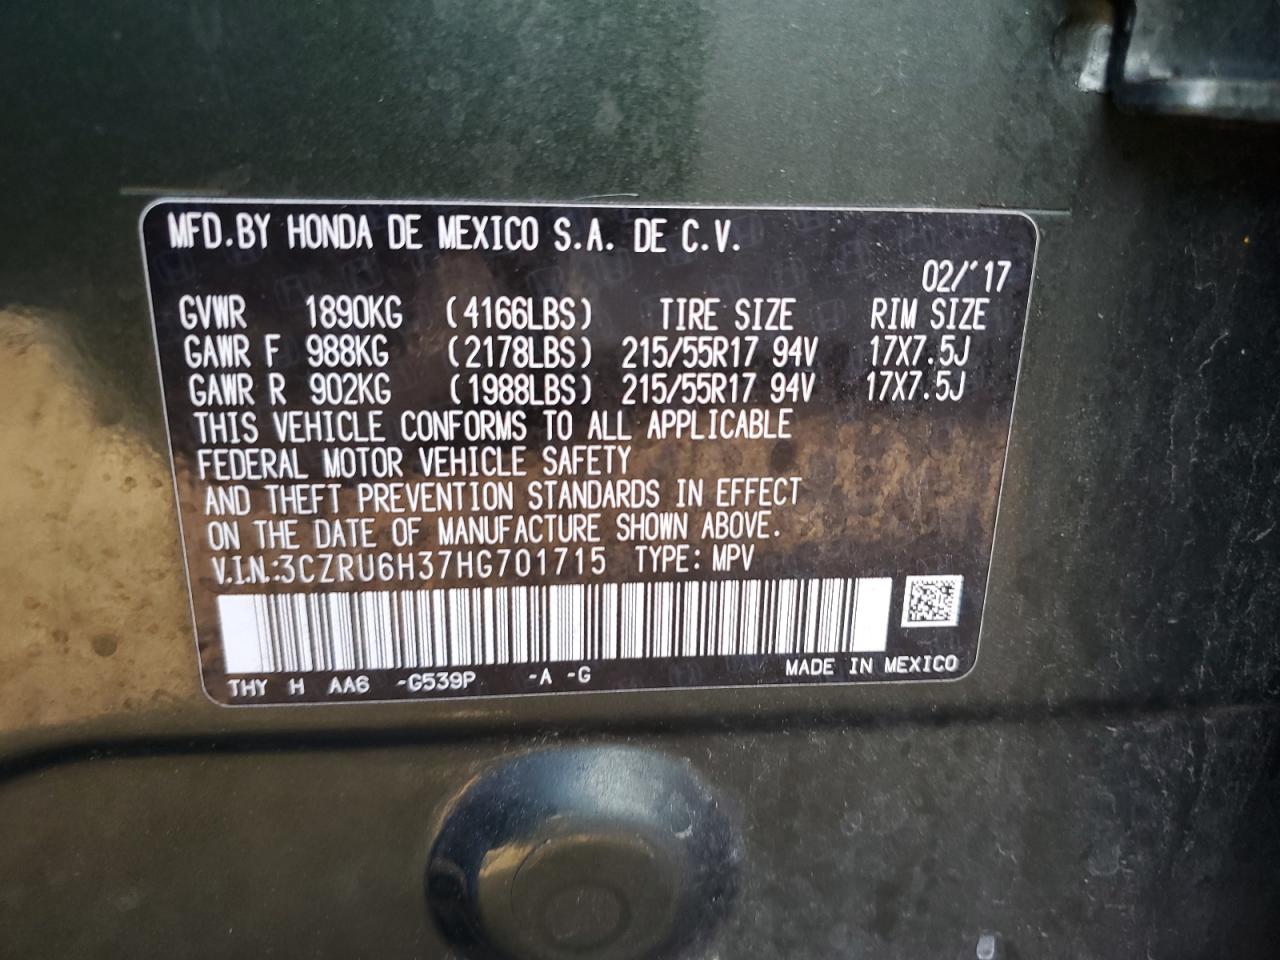 MFD.BY HONDA DE MEXICO S.A. DE C.V.
02/'17
GVWR 1890KG (4166LBS) TIRE SIZE RIM SIZE
GAWR F 988KG (2178LBS) 215/55R17 94V 17X7.5J
GAWR R 902KG (1988LBS) 215/55R17 94V 17X7.5J
THIS VEHICLE CONFORMS TO ALL APPLICABLE
FEDERAL MOTOR VEHICLE SAFETY
AND THEFT PREVENTION STANDARDS IN EFFECT
ON THE DATE OF MANUFACTURE SHOWN ABOVE.
V.I.N.:3CZRU6H37HG701715 TYPE: MPV
THY H AA6 -G539P -A -G MADE IN MEXICO